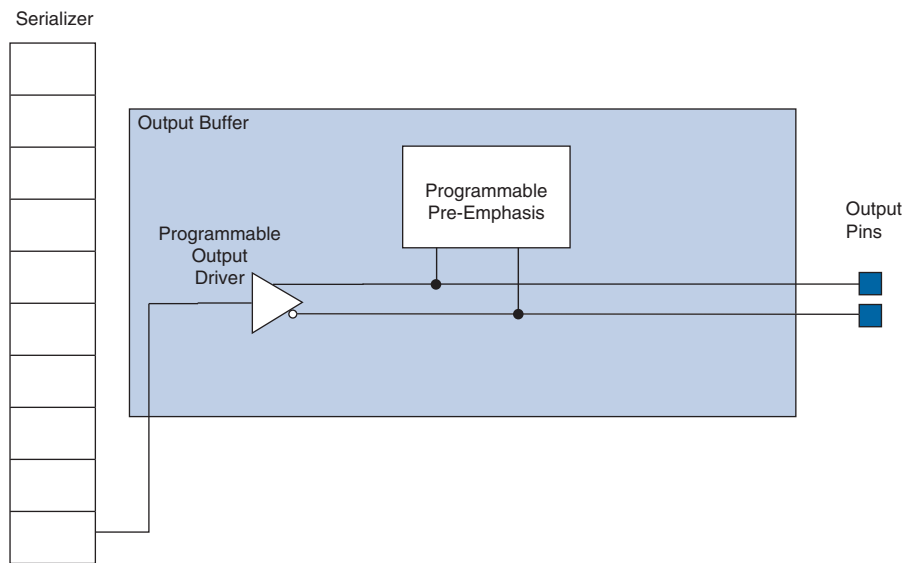 Serializer
Output Buffer
Programmable
Pre-Emphasis
Programmable
Output
Driver
Output
Pins